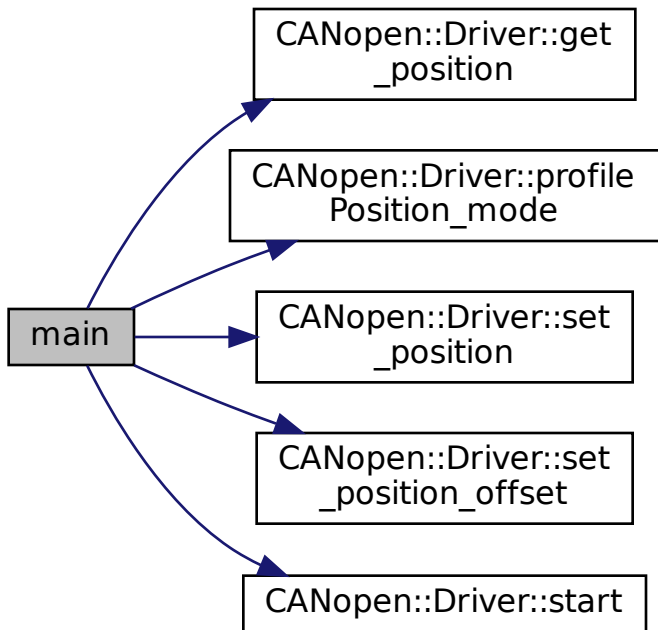 CANopen::Driver::get
_position
CANopen::Driver::profile
Position_mode
main
CANopen::Driver::set
_position
CANopen::Driver::set
_position_offset
CANopen::Driver::start